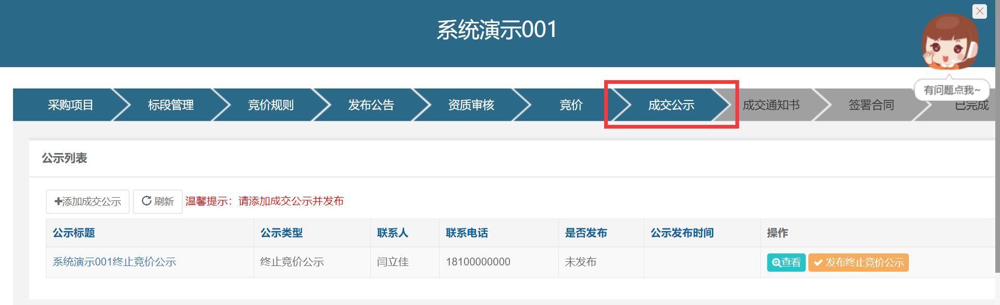 系统演示001
有问题点我~
采购项目 标段管理 竞价规则 发布公告 资质审核 竞价 成交公示 成交通知书 签署合同 已完成
公示列表
添加成交公示 刷新 温馨提示：请添加成交公示并发布
公示标题 公示类型 联系人 联系电话 是否发布 公示发布时间 操作
系统演示001终止竞价公示 终止竞价公示 闫立佳 18100000000 未发布 查看 发布终止竞价公示